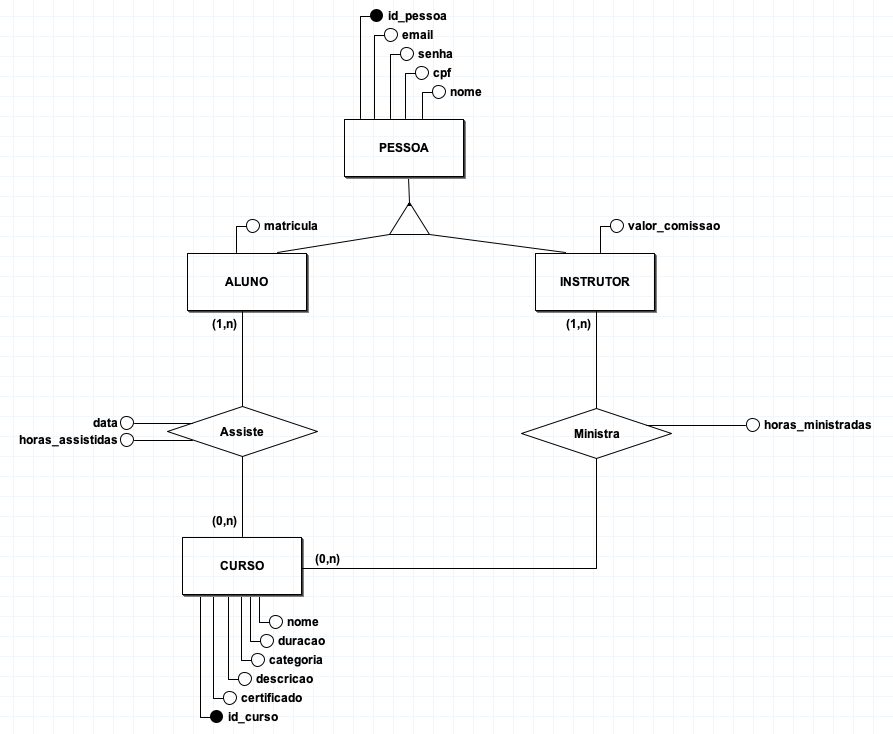 id_pessoa
email
senha
cpf
nome
PESSOA
matricula
valor_comissao
ALUNO
INSTRUTOR
(1,n)
(1,n)
data
horas_assistidas
Assiste
Ministra
horas_ministradas
(0,n)
(0,n)
CURSO
nome
duracao
categoria
descricao
certificado
id_curso